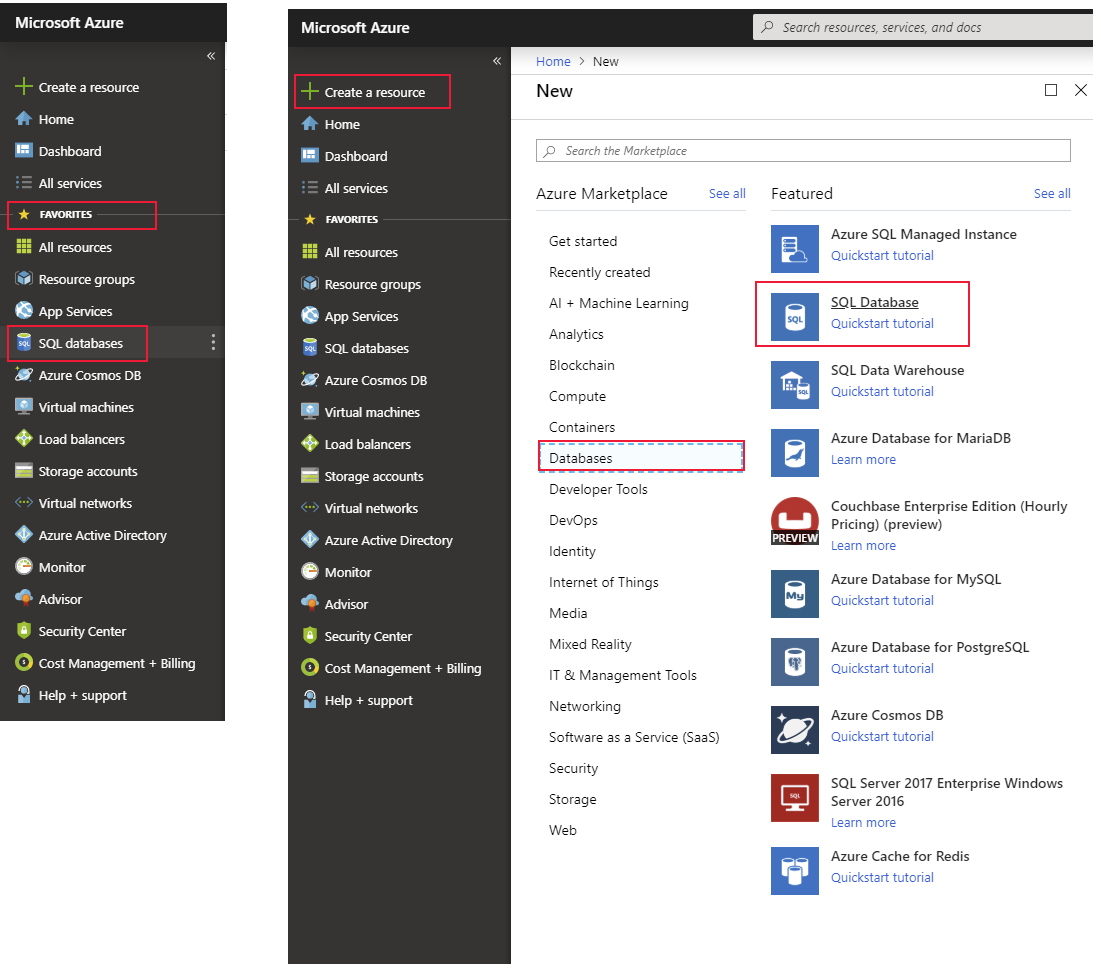 Microsoft Azure
«
Create a resource
Home
Dashboard
All services
FAVORITES
All resources
Resource groups
App Services
SQL
SQL databases
Azure Cosmos DB
Virtual machines
Load balancers
Storage accounts
Virtual networks
Azure Active Directory
Monitor
Advisor
Security Center
Cost Management + Billing
Help + support
Microsoft Azure
Search resources, services, and docs
«
Create a resource
Home
Dashboard
All services
FAVORITES
All resources
Resource groups
App Services
SQL
SQL databases
Azure Cosmos DB
Virtual machines
Load balancers
Storage accounts
Virtual networks
Azure Active Directory
Monitor
Advisor
Security Center
Cost Management + Billing
Help + support
Home > New
New
Search the Marketplace
Azure Marketplace See all
Get started
Recently created
AI + Machine Learning
Analytics
Blockchain
Compute
Containers
Databases
Developer Tools
DevOps
Identity
Internet of Things
Media
Mixed Reality
IT & Management Tools
Networking
Software as a Service (SaaS)
Security
Storage
Web
Featured See all
Azure SQL Managed Instance
Quickstart tutorial
SQL
SQL Database
Quickstart tutorial
SQL
SQL Data Warehouse
Quickstart tutorial
Azure Database for MariaDB
Learn more
PREVIEW
Couchbase Enterprise Edition (Hourly
Pricing) (preview)
Learn more
My
Azure Database for MySQL
Quickstart tutorial
Azure Database for PostgreSQL
Quickstart tutorial
Azure Cosmos DB
Quickstart tutorial
SQL
SQL Server 2017 Enterprise Windows
Server 2016
Learn more
Azure Cache for Redis
Quickstart tutorial